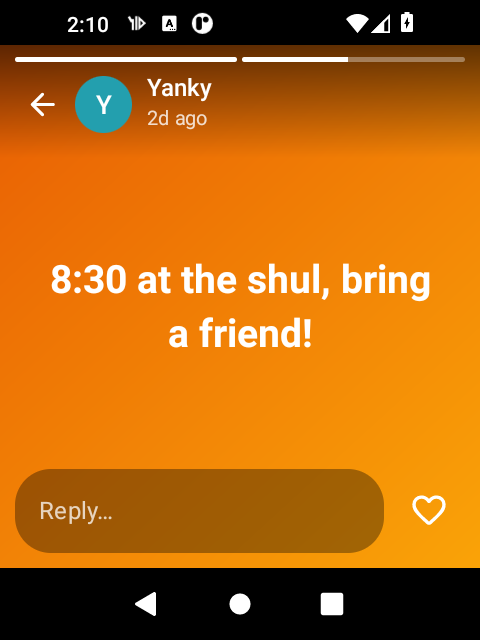 2:10
Yanky
Y
2d ago
8:30 at the shul, bring
a friend!
Reply...